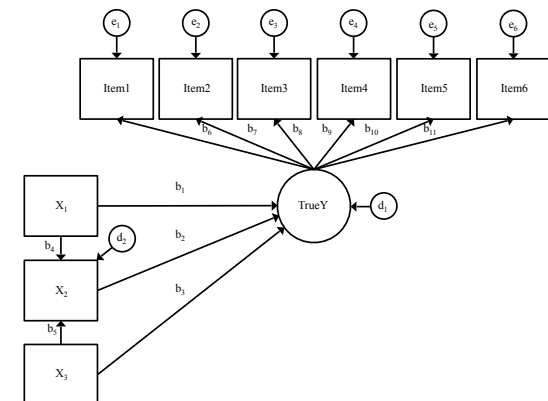 e1 e2 e3 e4 e5 e6
Item1 Item2 Item3 Item4 Item5 Item6
b6 b7 b8 b9 b10 b11
X1
b1
TrueY
d1
b4
d2
b2
X2
b3
b5
X3